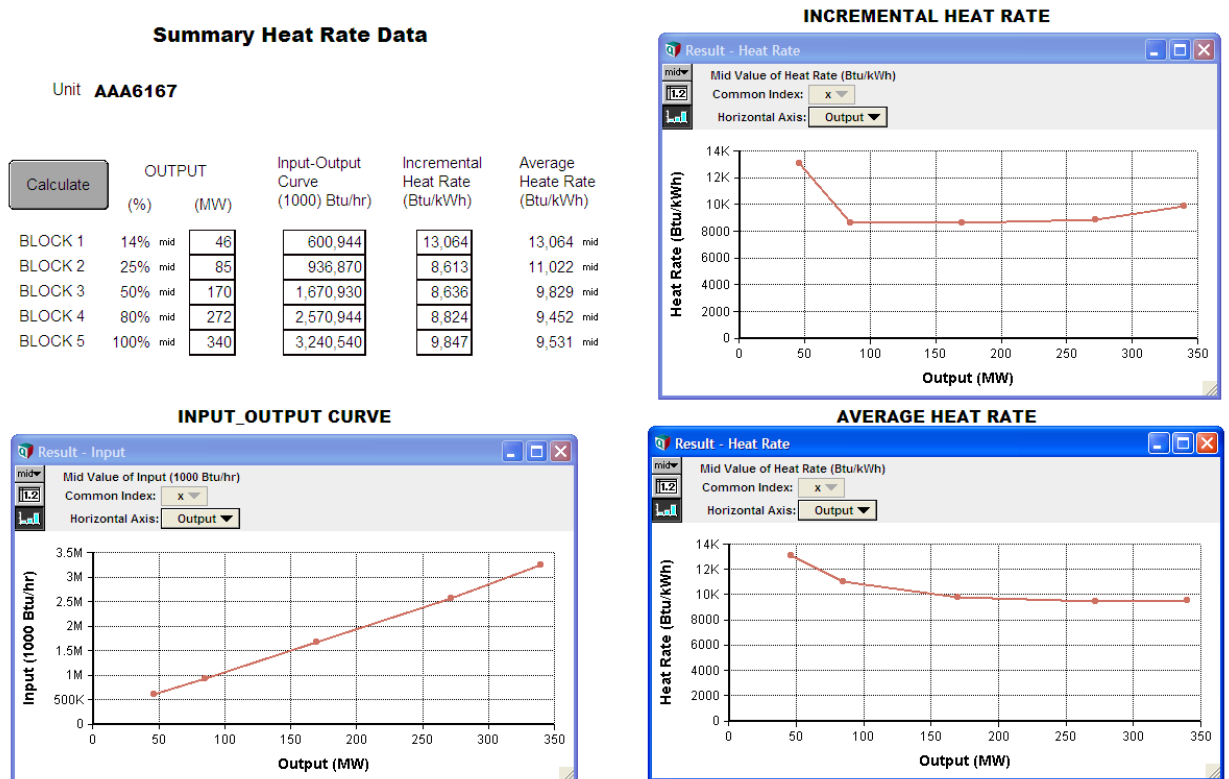 Summary Heat Rate Data
Unit AAA6167
Calculate
OUTPUT
(%) (MW)
Input-Output
Curve
(1000) Btu/hr)
Incremental
Heat Rate
(Btu/kWh)
Average
Heate Rate
(Btu/kWh)
BLOCK 1 14% mid 46 600,944 13,064 13,064 mid
BLOCK 2 25% mid 85 936,870 8,613 11,022 mid
BLOCK 3 50% mid 170 1,670,930 8,636 9,829 mid
BLOCK 4 80% mid 272 2,570,944 8,824 9,452 mid
BLOCK 5 100% mid 340 3,240,540 9,847 9,531 mid
INCREMENTAL HEAT RATE
Result - Heat Rate
mid
1.2
Mid Value of Heat Rate (Btu/kWh)
Common Index: x
Horizontal Axis: Output
Heat Rate (Btu/kWh)
14K
12K
10K
8000
6000
4000
2000
0
0 50 100 150 200 250 300 350
Output (MW)
INPUT_OUTPUT CURVE
Result - Input
mid
1.2
Mid Value of Input (1000 Btu/hr)
Common Index: x
Horizontal Axis: Output
Input (1000 Btu/hr)
3.5M
3M
2.5M
2M
1.5M
1M
500K
0
0 50 100 150 200 250 300 350
Output (MW)
AVERAGE HEAT RATE
Result - Heat Rate
mid
1.2
Mid Value of Heat Rate (Btu/kWh)
Common Index: x
Horizontal Axis: Output
Heat Rate (Btu/kWh)
14K
12K
10K
8000
6000
4000
2000
0
0 50 100 150 200 250 300 350
Output (MW)